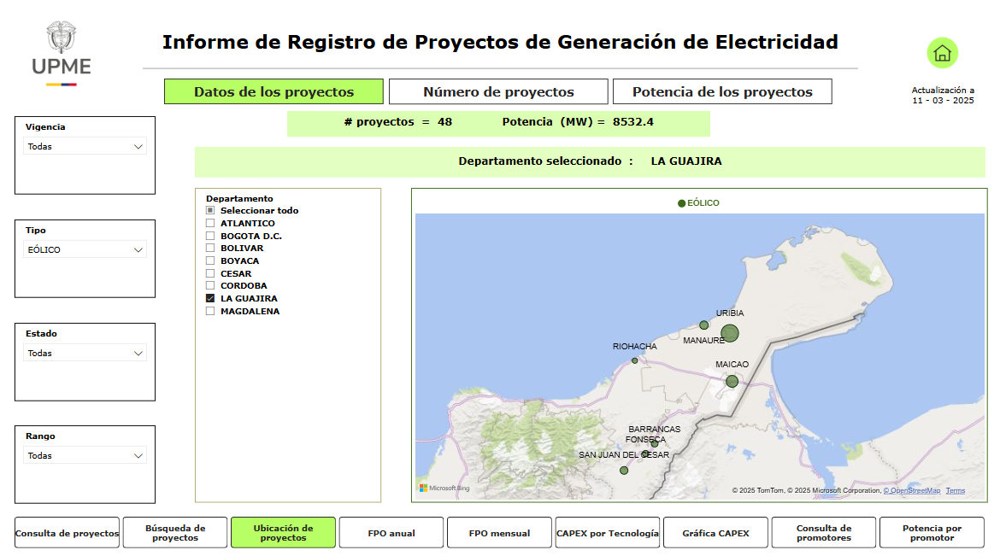 UPME
Informe de Registro de Proyectos de Generación de Electricidad
Datos de los proyectos
Número de proyectos
Potencia de los proyectos
Actualización a
11 - 03 - 2025
# proyectos = 48
Potencia (MW) = 8532.4
Departamento seleccionado : LA GUAJIRA
Vigencia
Todas
Tipo
EÓLICO
Estado
Todas
Rango
Todas
Departamento
Seleccionar todo
ATLANTICO
BOGOTA D.C.
BOLIVAR
BOYACA
CESAR
CORDOBA
LA GUAJIRA
MAGDALENA
EÓLICO
URIBIA
MANAURE
RIOHACHA
MAICAO
BARRANCAS
FONSECA
SAN JUAN DEL CESAR
Microsoft Bing
© 2025 TomTom, © 2025 Microsoft Corporation, © OpenStreetMap Terms
Consulta de proyectos
Búsqueda de
proyectos
Ubicación de
proyectos
FPO anual
FPO mensual
CAPEX por Tecnología
Gráfica CAPEX
Consulta de
promotores
Potencia por
promotor